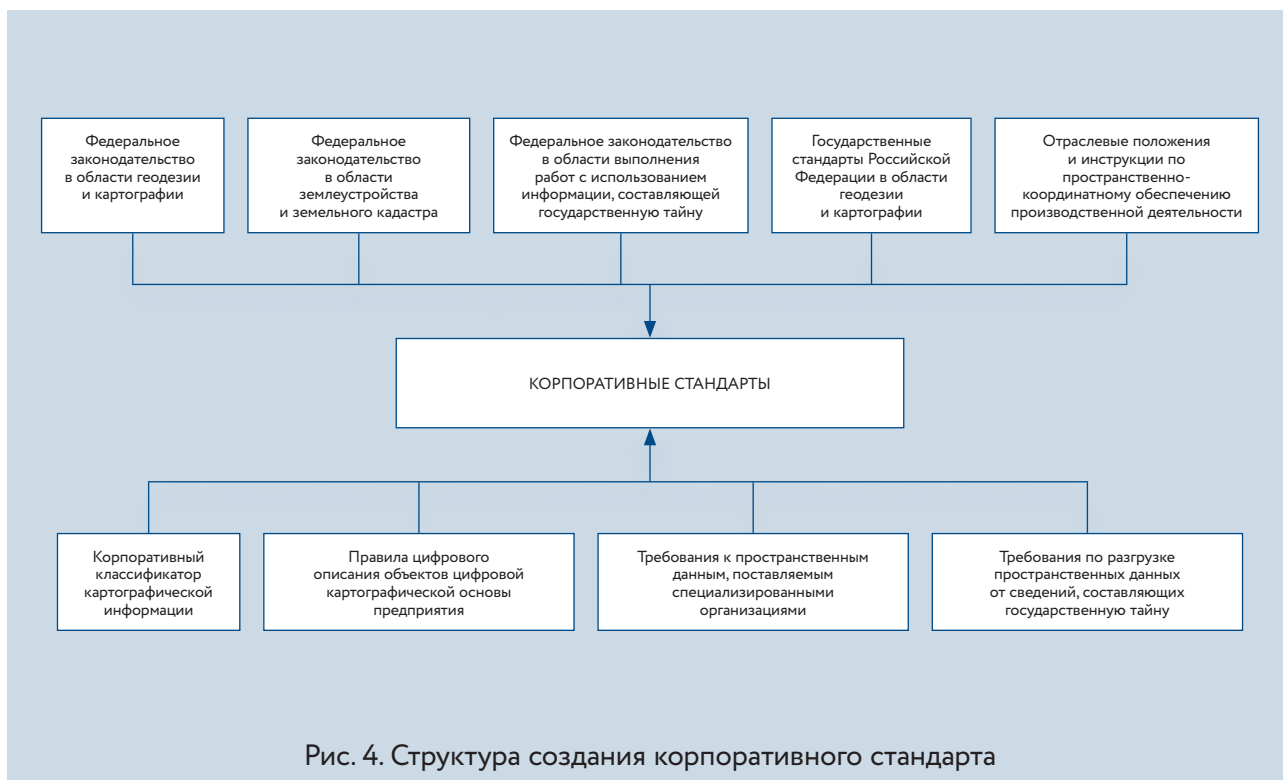 Федеральное
законодательство
в области геодезии
и картографии
Федеральное
законодательство
в области
землеустройства
и земельного кадастра
Федеральное законодательство
в области выполнения
работ с использованием
информации, составляющей
государственную тайну
Государственные
стандарты Российской
Федерации в области
геодезии
и картографии
Отраслевые положения
и инструкции по
пространственно-
координатному обеспечению
производственной деятельности
КОРПОРАТИВНЫЕ СТАНДАРТЫ
Корпоративный
классификатор
картографической
информации
Правила цифрового
описания объектов цифровой
картографической основы
предприятия
Требования к пространственным
данным, поставляемым
специализированными
организациями
Требования по разгрузке
пространственных данных
от сведений, составляющих
государственную тайну
Рис. 4. Структура создания корпоративного стандарта